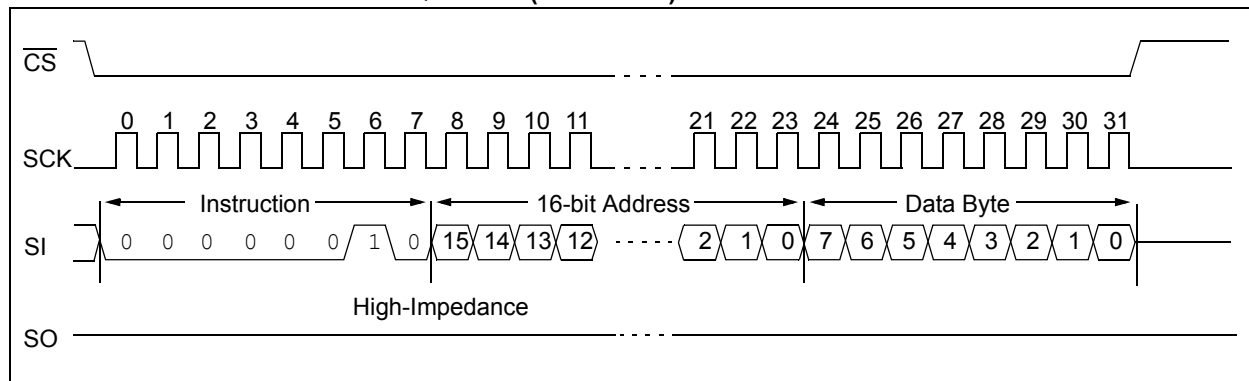 CS
0 1 2 3 4 5 6 7 8 9 10 11 21 22 23 24 25 26 27 28 29 30 31
SCK
Instruction 16-bit Address Data Byte
SI 0 0 0 0 0 0 1 0 15 14 13 12 2 1 0 7 6 5 4 3 2 1 0
High-Impedance
SO